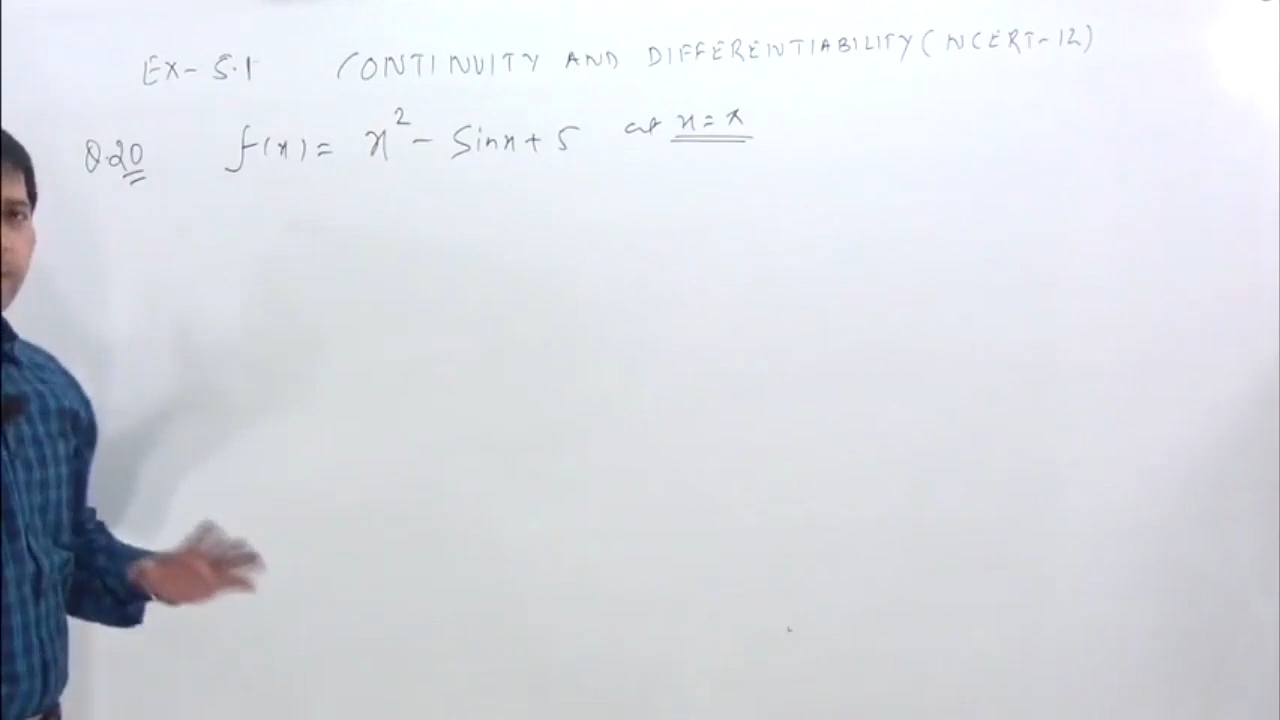 EX- 5.1 CONTINUITY AND DIFFERENTIABILITY (NCERT-12)
Q.20 f(x) = x² - Sinx + 5 at x = π